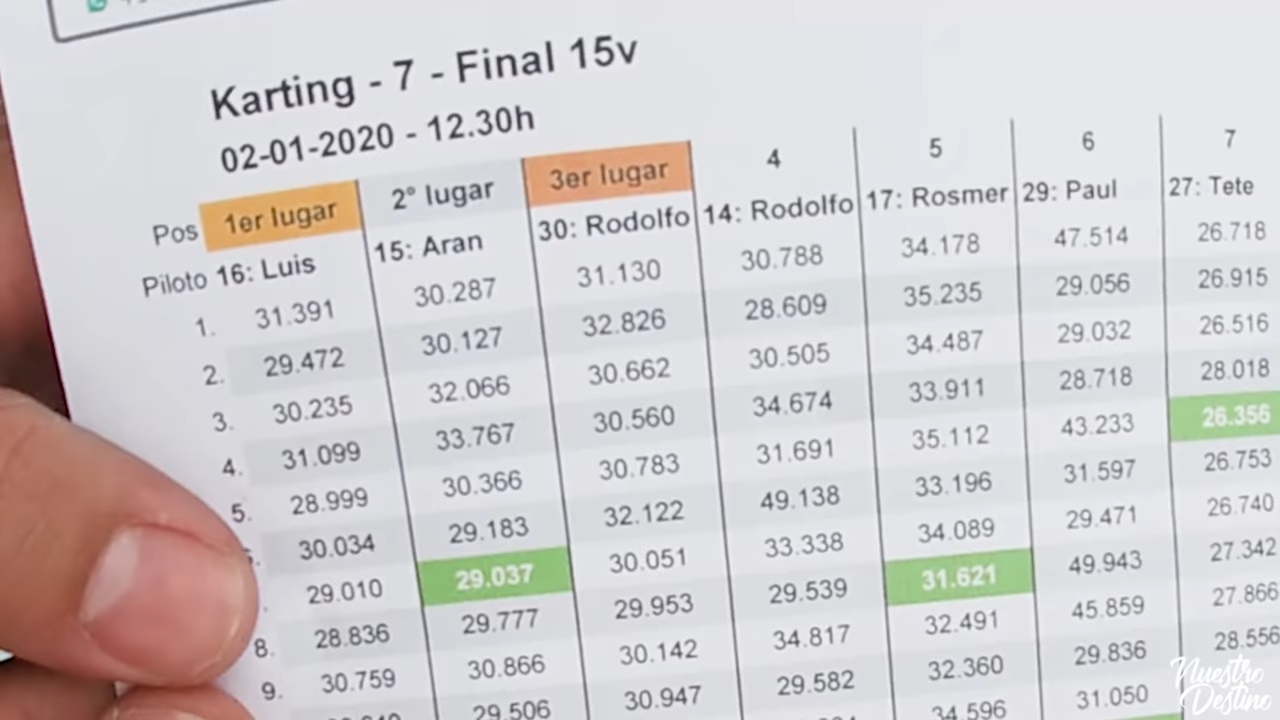 Karting - 7 - Final 15v
02-01-2020 - 12.30h
Pos 1er lugar 2º lugar 3er lugar 4 5 6 7
Piloto 16: Luis 15: Aran 30: Rodolfo 14: Rodolfo 17: Rosmer 29: Paul 27: Tete
1. 31.391 30.287 31.130 30.788 34.178 47.514 26.718
2. 29.472 30.127 32.826 28.609 35.235 29.056 26.915
3. 30.235 32.066 30.662 30.505 34.487 29.032 26.516
4. 31.099 33.767 30.560 34.674 33.911 28.718 28.018
5. 28.999 30.366 30.783 31.691 35.112 43.233 26.356
30.034 29.183 32.122 49.138 33.196 31.597 26.753
29.010 29.037 30.051 33.338 34.089 29.471 26.740
8. 28.836 29.777 29.953 29.539 31.621 49.943 27.342
9. 30.759 30.866 30.142 34.817 32.491 45.859 27.866
29.506 30.947 29.582 32.360 29.836 28.556
34.596 31.050
Nuestro
Destino